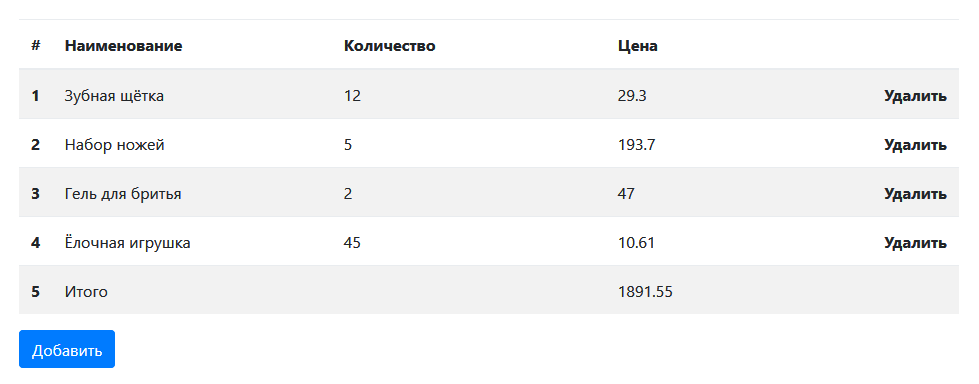 # Наименование Количество Цена
1 Зубная щётка 12 29.3 Удалить
2 Набор ножей 5 193.7 Удалить
3 Гель для бритья 2 47 Удалить
4 Ёлочная игрушка 45 10.61 Удалить
5 Итого 1891.55
Добавить